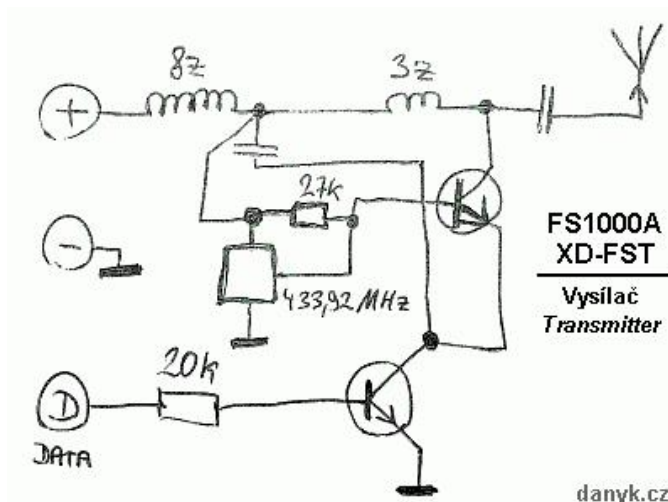 8z
3z
+
27k
-
FS1000A
XD-FST
433,92 MHz
Vysílač
Transmitter
20k
D
DATA
danyk.cz